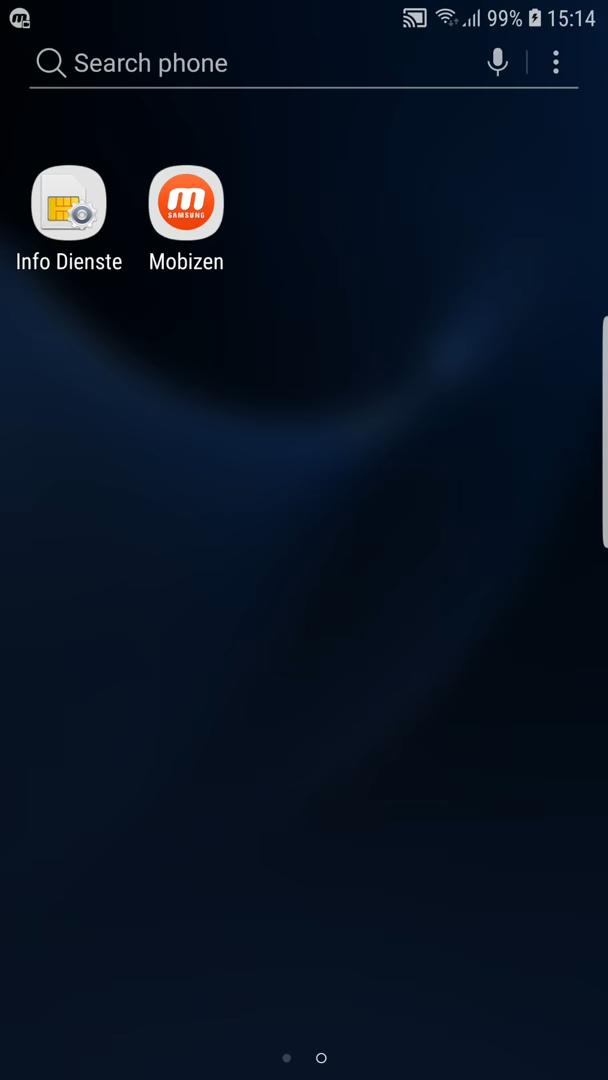 99% 15:14
Search phone
m
SAMSUNG
Info Dienste
Mobizen